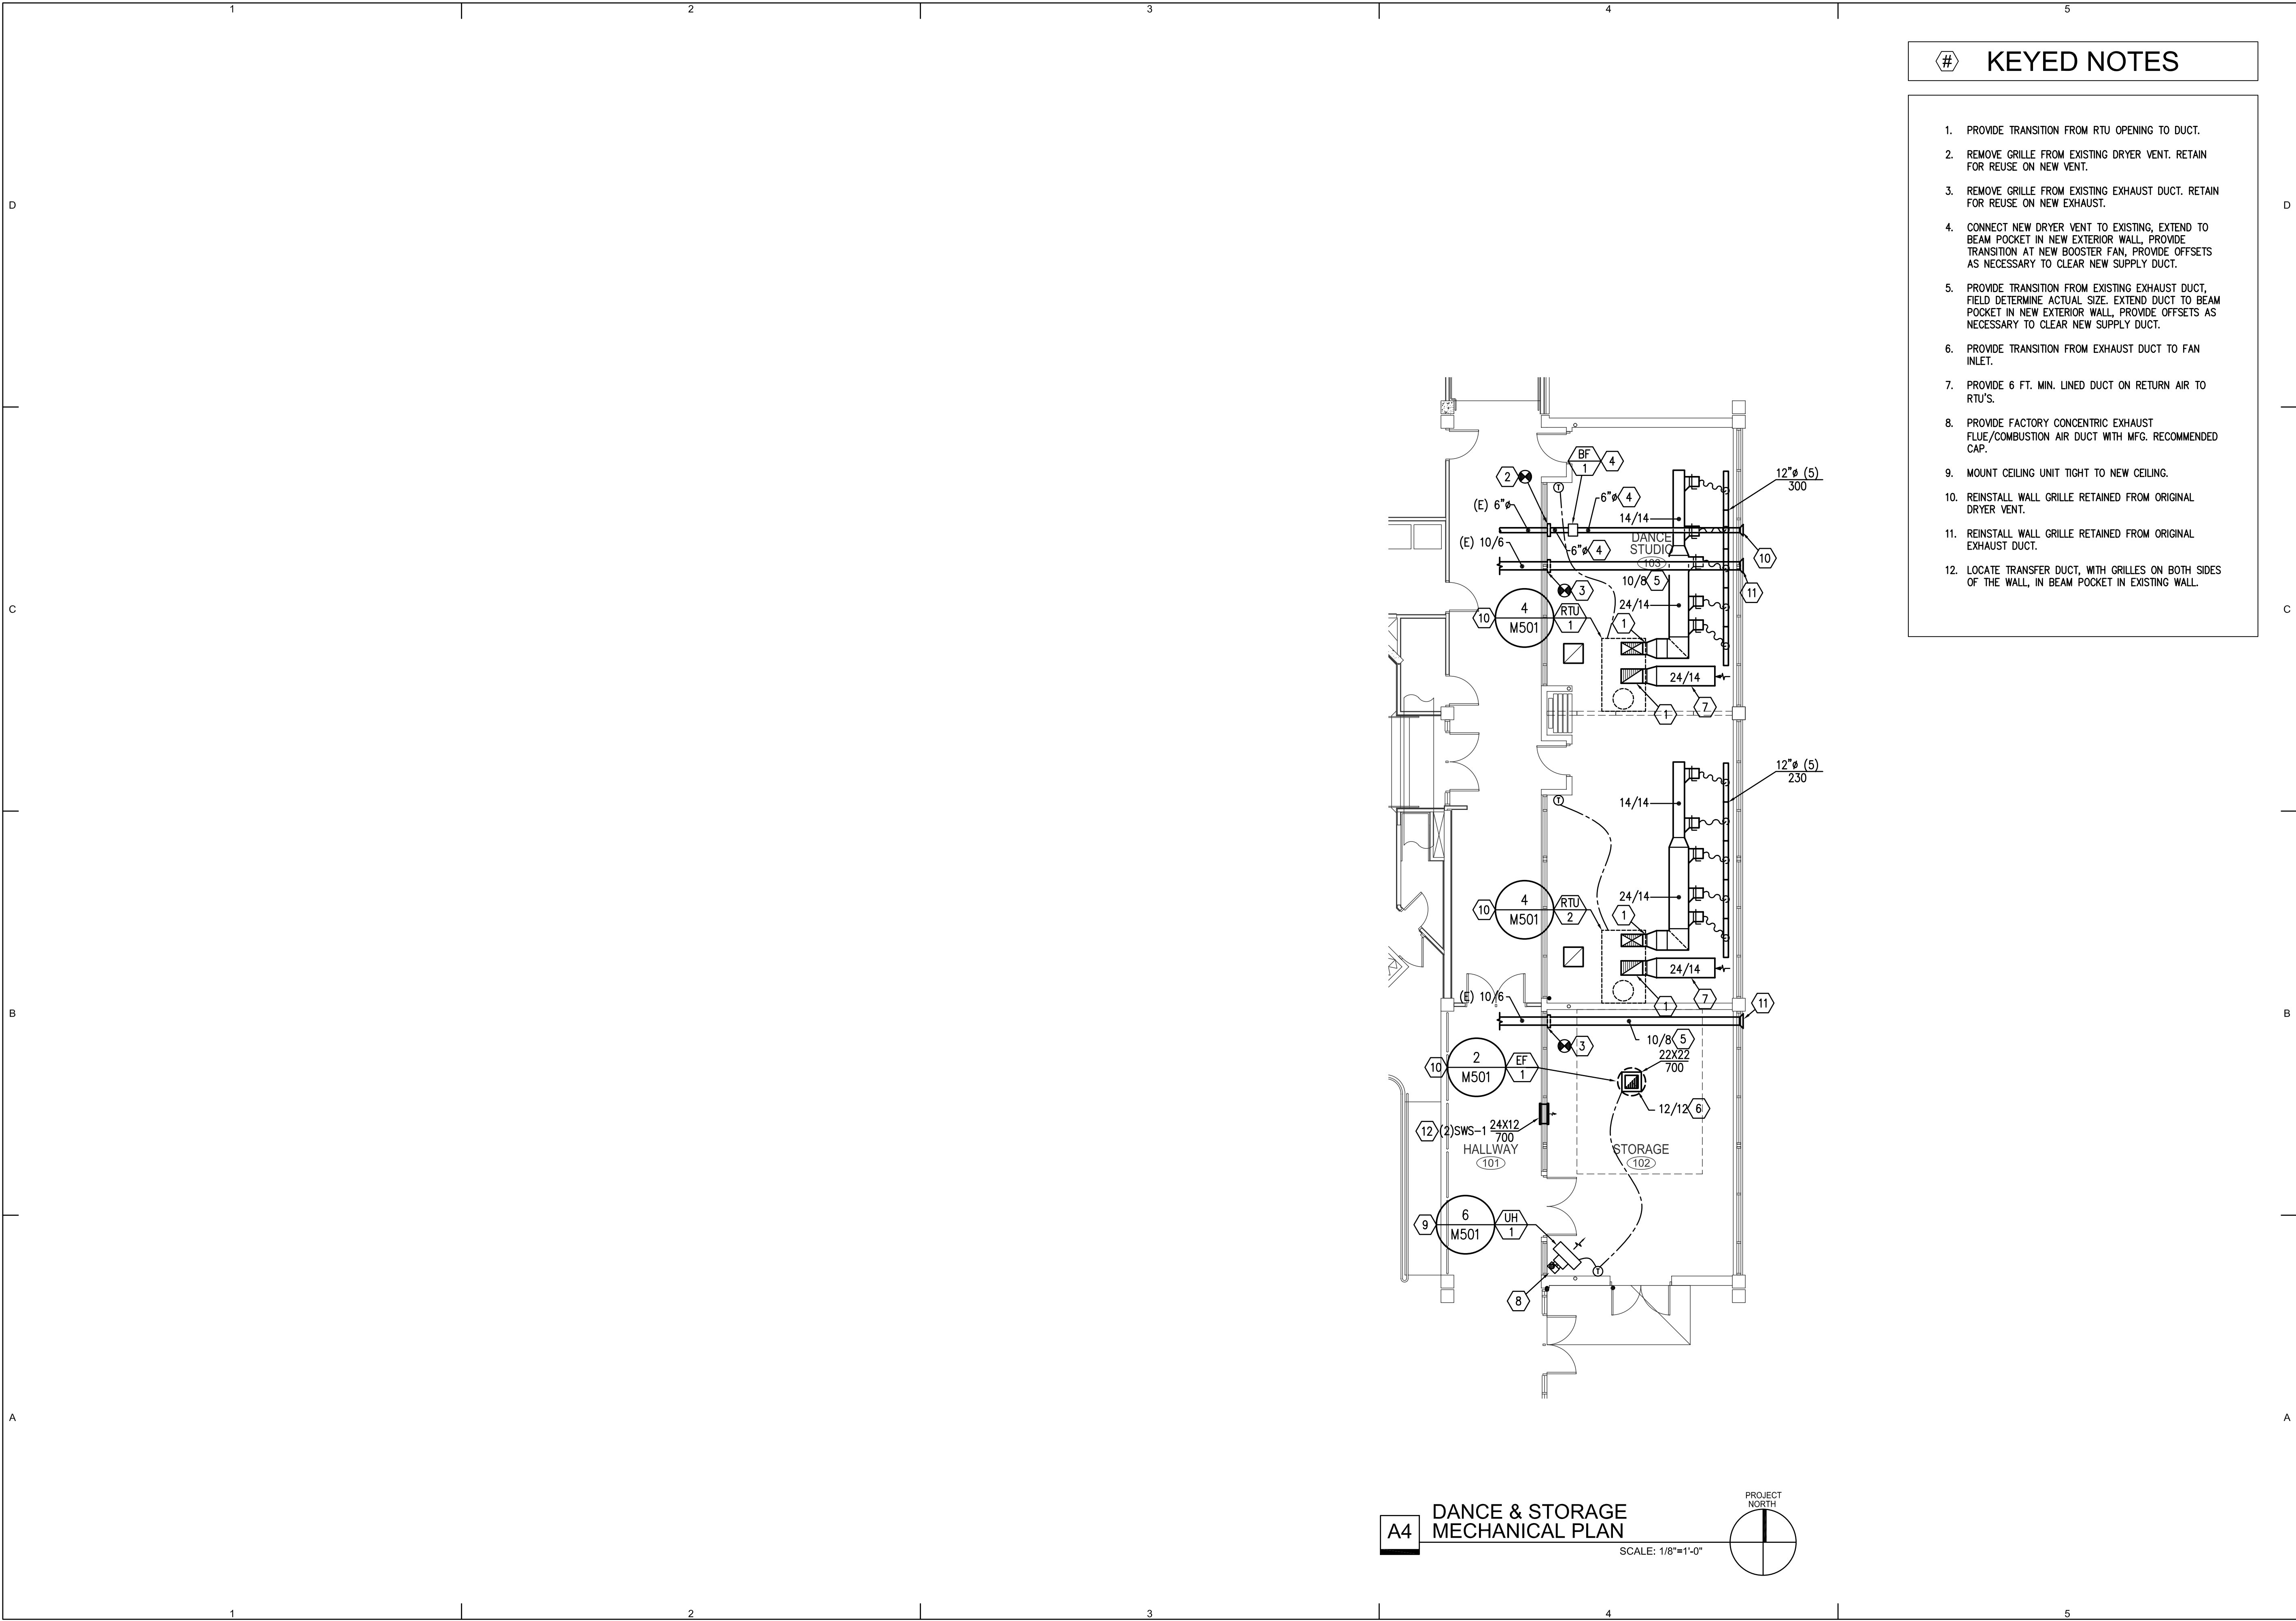 1
2
3
4
5
# KEYED NOTES
1. PROVIDE TRANSITION FROM RTU OPENING TO DUCT.
2. REMOVE GRILLE FROM EXISTING DRYER VENT. RETAIN
FOR REUSE ON NEW VENT.
3. REMOVE GRILLE FROM EXISTING EXHAUST DUCT. RETAIN
FOR REUSE ON NEW EXHAUST.
4. CONNECT NEW DRYER VENT TO EXISTING, EXTEND TO
BEAM POCKET IN NEW EXTERIOR WALL, PROVIDE
TRANSITION AT NEW BOOSTER FAN, PROVIDE OFFSETS
AS NECESSARY TO CLEAR NEW SUPPLY DUCT.
5. PROVIDE TRANSITION FROM EXISTING EXHAUST DUCT,
FIELD DETERMINE ACTUAL SIZE. EXTEND DUCT TO BEAM
POCKET IN NEW EXTERIOR WALL, PROVIDE OFFSETS AS
NECESSARY TO CLEAR NEW SUPPLY DUCT.
6. PROVIDE TRANSITION FROM EXHAUST DUCT TO FAN
INLET.
7. PROVIDE 6 FT. MIN. LINED DUCT ON RETURN AIR TO
RTU'S.
8. PROVIDE FACTORY CONCENTRIC EXHAUST
FLUE/COMBUSTION AIR DUCT WITH MFG. RECOMMENDED
CAP.
9. MOUNT CEILING UNIT TIGHT TO NEW CEILING.
10. REINSTALL WALL GRILLE RETAINED FROM ORIGINAL
DRYER VENT.
11. REINSTALL WALL GRILLE RETAINED FROM ORIGINAL
EXHAUST DUCT.
12. LOCATE TRANSFER DUCT, WITH GRILLES ON BOTH SIDES
OF THE WALL, IN BEAM POCKET IN EXISTING WALL.
D
D
C
C
B
B
A
A
BF
1
4
2
T
12"ø (5)
300
(E) 6"ø
6"ø 4
14/14
(E) 10/6
6"ø 4
DANCE
STUDIO
103
10
10/8 5
3
11
24/14
10
4
M501
RTU
1
1
24/14
7
1
12"ø (5)
230
T
14/14
24/14
10
4
M501
RTU
2
1
24/14
7
1
(E) 10/6
11
10/8 5
3
22X22
700
10
2
M501
EF
1
12/12 6
12 (2)SWS-1 24X12
700
HALLWAY
101
STORAGE
102
9
6
M501
UH
1
T
8
A4
DANCE & STORAGE
MECHANICAL PLAN
SCALE: 1/8"=1'-0"
PROJECT
NORTH
1
2
3
4
5